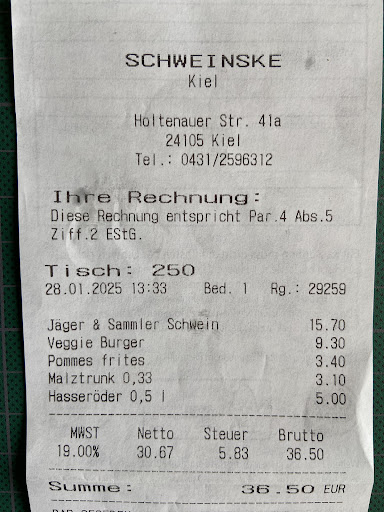 SCHWEINSKE
Kiel
Holtenauer Str. 41a
24105 Kiel
Tel.: 0431/2596312
Ihre Rechnung:
Diese Rechnung entspricht Par.4 Abs.5
Ziff.2 EStG.
Tisch: 250
28.01.2025 13:33 Bed. 1 Rg.: 29259
Jäger & Sammler Schwein 15.70
Veggie Burger 9.30
Pommes frites 3.40
Malztrunk 0,33 3.10
Hasseröder 0,5 l 5.00
MWST Netto Steuer Brutto
19.00% 30.67 5.83 36.50
Summe: 36.50 EUR